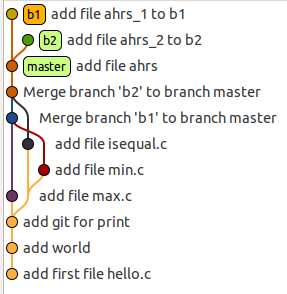 b1 add file ahrs_1 to b1
b2 add file ahrs_2 to b2
master add file ahrs
Merge branch 'b2' to branch master
Merge branch 'b1' to branch master
add file isequal.c
add file min.c
add file max.c
add git for print
add world
add first file hello.c